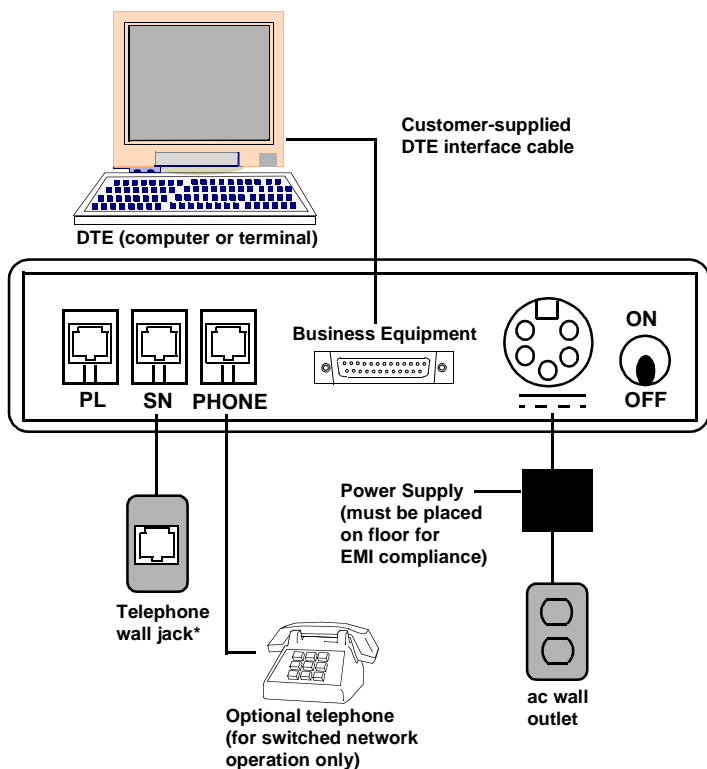 Customer-supplied
DTE interface cable
DTE (computer or terminal)
Business Equipment
ON
OFF
PL SN PHONE
Power Supply
(must be placed
on floor for
EMI compliance)
Telephone
wall jack*
Optional telephone
(for switched network
operation only)
ac wall
outlet